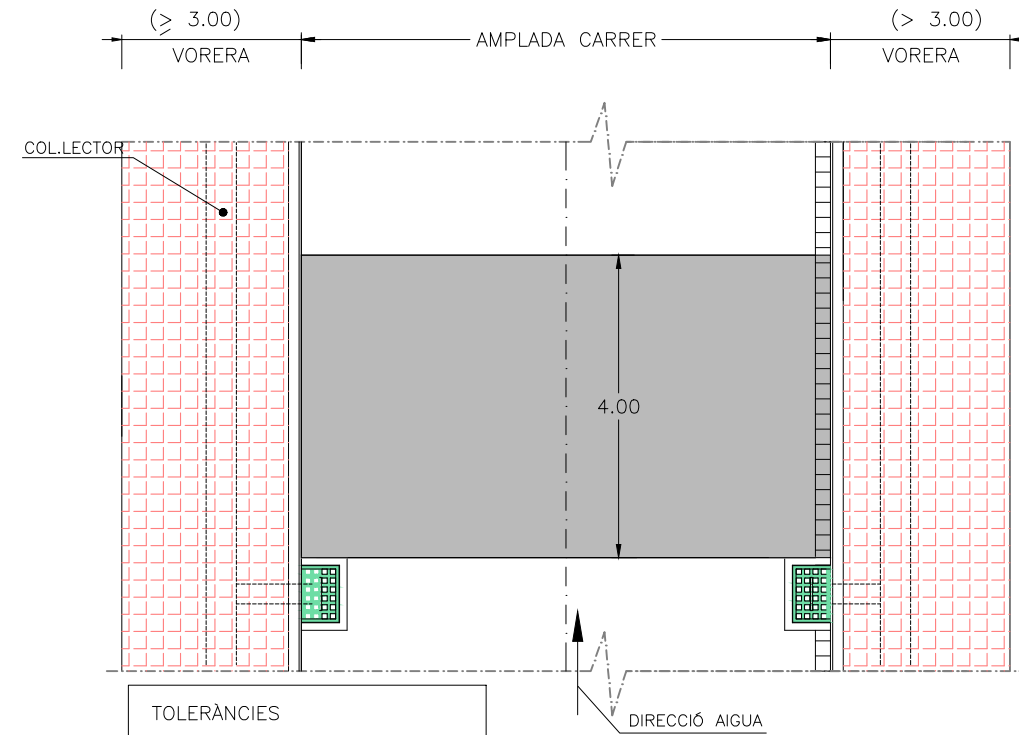 (≥ 3.00)
VORERA
AMPLADA CARRER
(> 3.00)
VORERA
COL.LECTOR
4.00
TOLERÀNCIES
DIRECCIÓ AIGUA